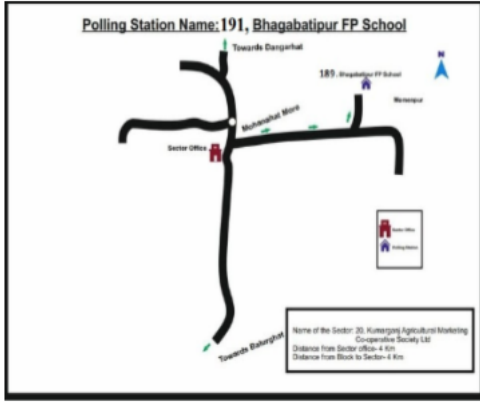 Polling Station Name:191, Bhagabatipur FP School
Towards Dangarhat
N
189. Bhagabatipur FP School
Mamanpur
Mohanahat More
Sector Office
Sector Office
Polling Station
Name of the Sector: 20, Kumarganj Agricultural Marketing
Co-operative Society Ltd
Distance from Sector office- 4 Km
Distance from Block to Sector- 4 Km
Towards Balurghat